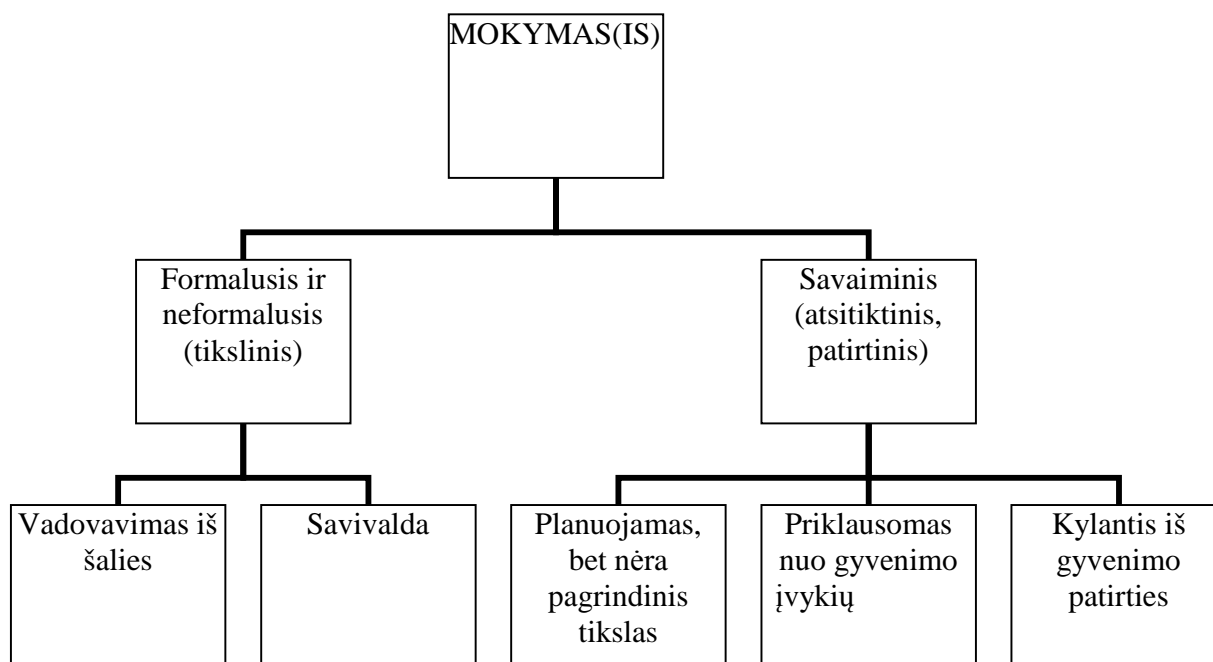 MOKYMAS(IS)
Formalusis ir
neformalusis
(tikslinis)
Savaiminis
(atsitiktinis,
patirtinis)
Vadovavimas iš
šalies
Savivalda
Planuojamas,
bet nėra
pagrindinis
tikslas
Priklausomas
nuo gyvenimo
įvykių
Kylantis iš
gyvenimo
patirties